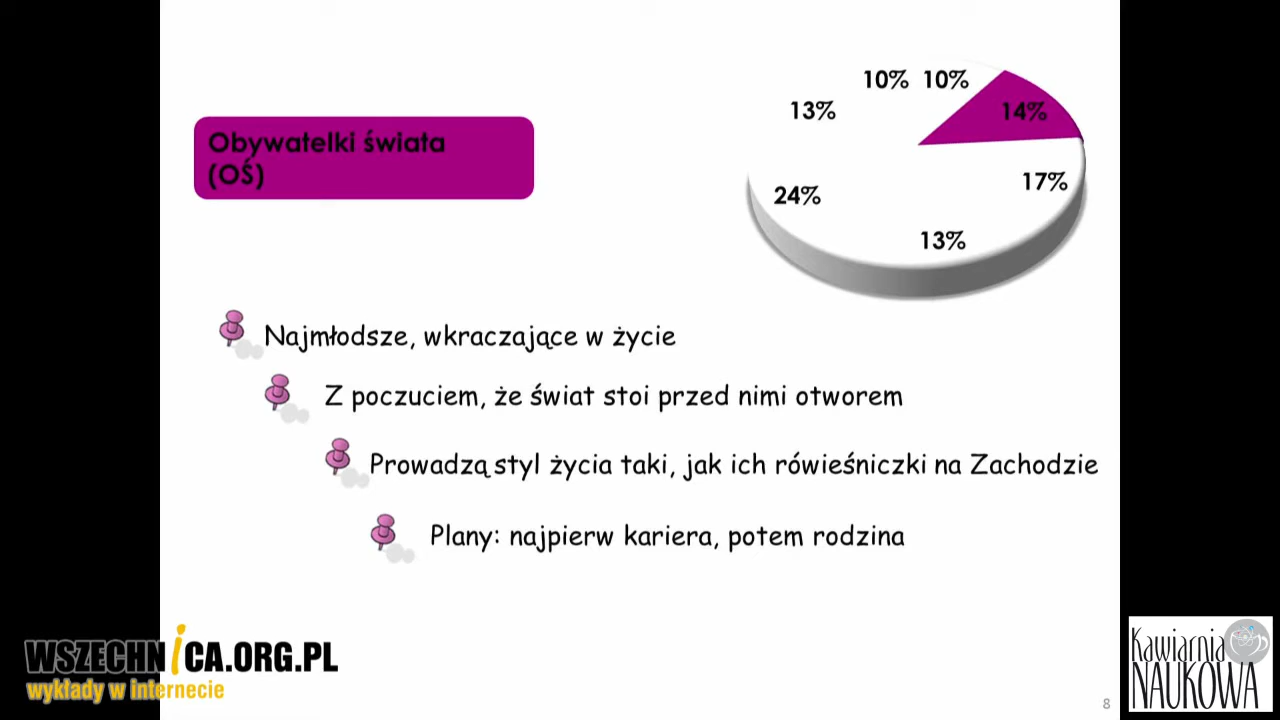 10% 10%
13%
14%
Obywatelki świata
(OŚ)
17%
24%
13%
Najmłodsze, wkraczające w życie
Z poczuciem, że świat stoi przed nimi otworem
Prowadzą styl życia taki, jak ich rówieśniczki na Zachodzie
Plany: najpierw kariera, potem rodzina
WSZECHNiCA.ORG.PL
wykłady w internecie
Kawiarnia
NAUKOWA
8